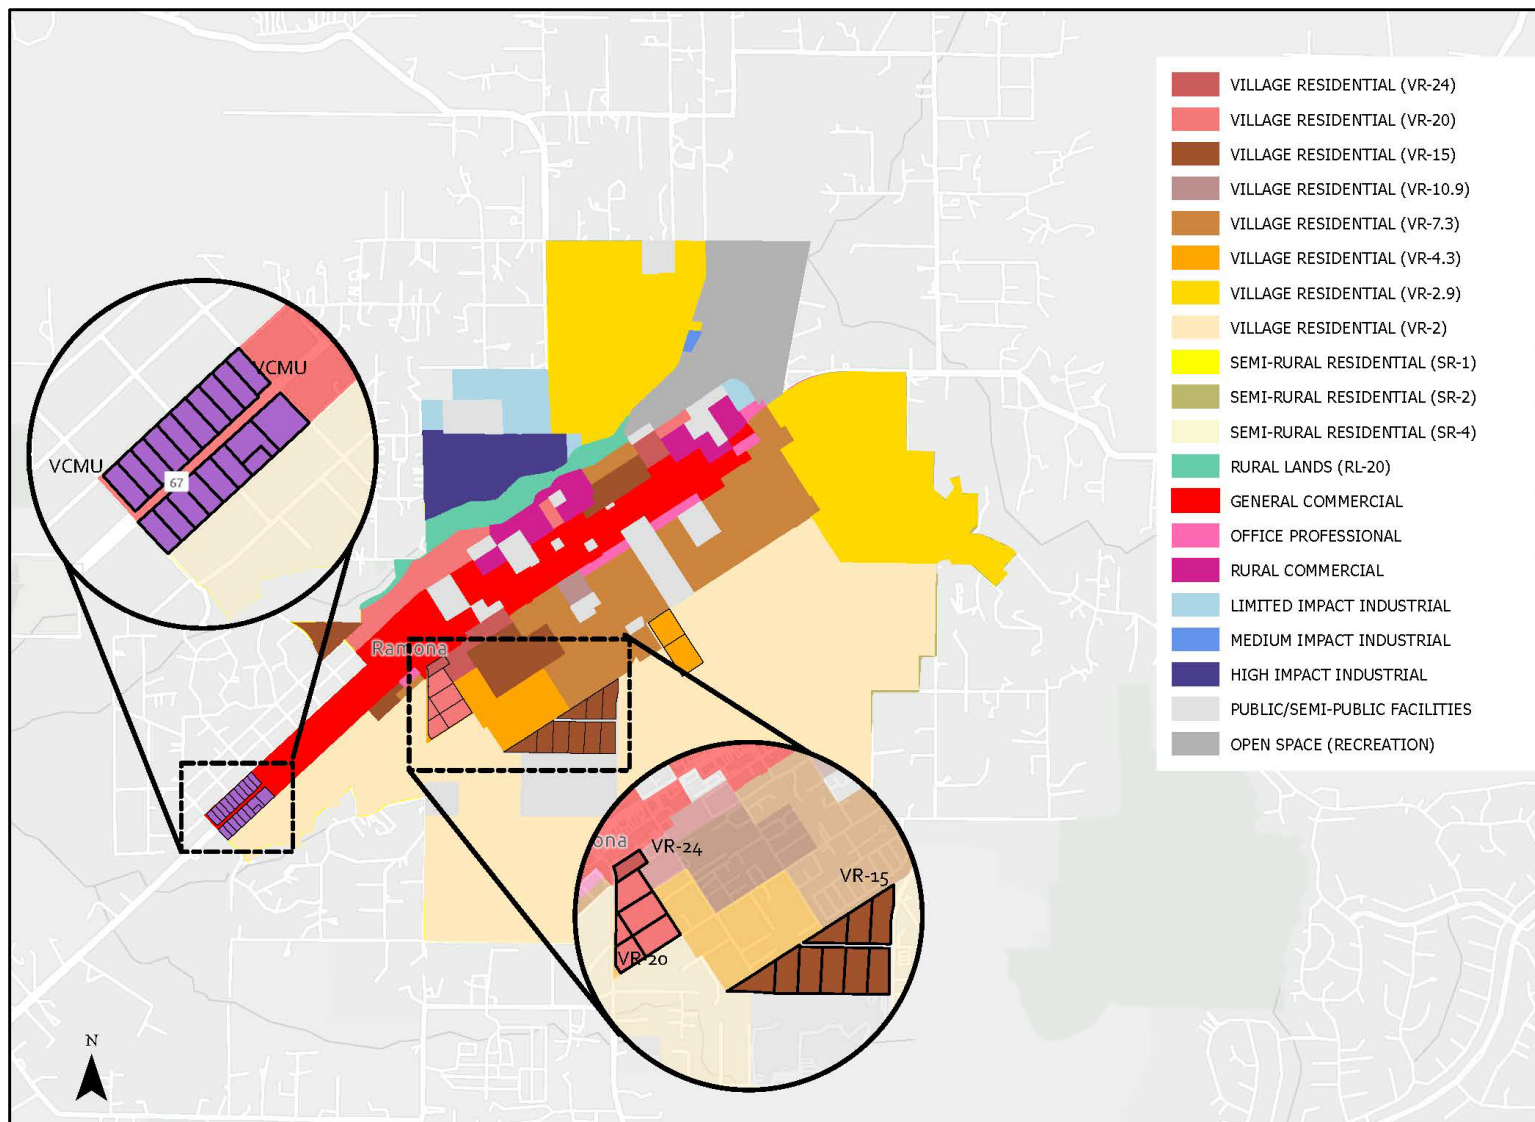 VILLAGE RESIDENTIAL (VR-24)
VILLAGE RESIDENTIAL (VR-20)
VILLAGE RESIDENTIAL (VR-15)
VILLAGE RESIDENTIAL (VR-10.9)
VILLAGE RESIDENTIAL (VR-7.3)
VILLAGE RESIDENTIAL (VR-4.3)
VILLAGE RESIDENTIAL (VR-2.9)
VILLAGE RESIDENTIAL (VR-2)
SEMI-RURAL RESIDENTIAL (SR-1)
SEMI-RURAL RESIDENTIAL (SR-2)
SEMI-RURAL RESIDENTIAL (SR-4)
RURAL LANDS (RL-20)
GENERAL COMMERCIAL
OFFICE PROFESSIONAL
RURAL COMMERCIAL
LIMITED IMPACT INDUSTRIAL
MEDIUM IMPACT INDUSTRIAL
HIGH IMPACT INDUSTRIAL
PUBLIC/SEMI-PUBLIC FACILITIES
OPEN SPACE (RECREATION)
VCMU
VCMU
67
Ramona
ona
VR-24
VR-15
VR-20
N